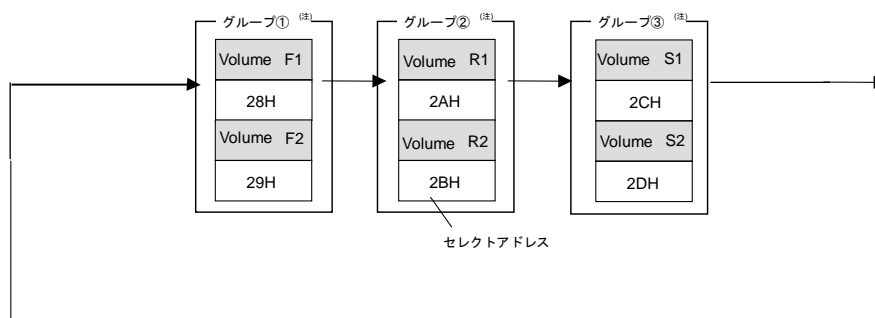 グループ① (注)
Volume F1
28H
Volume F2
29H
グループ② (注)
Volume R1
2AH
Volume R2
2BH
グループ③ (注)
Volume S1
2CH
Volume S2
2DH
セレクトアドレス